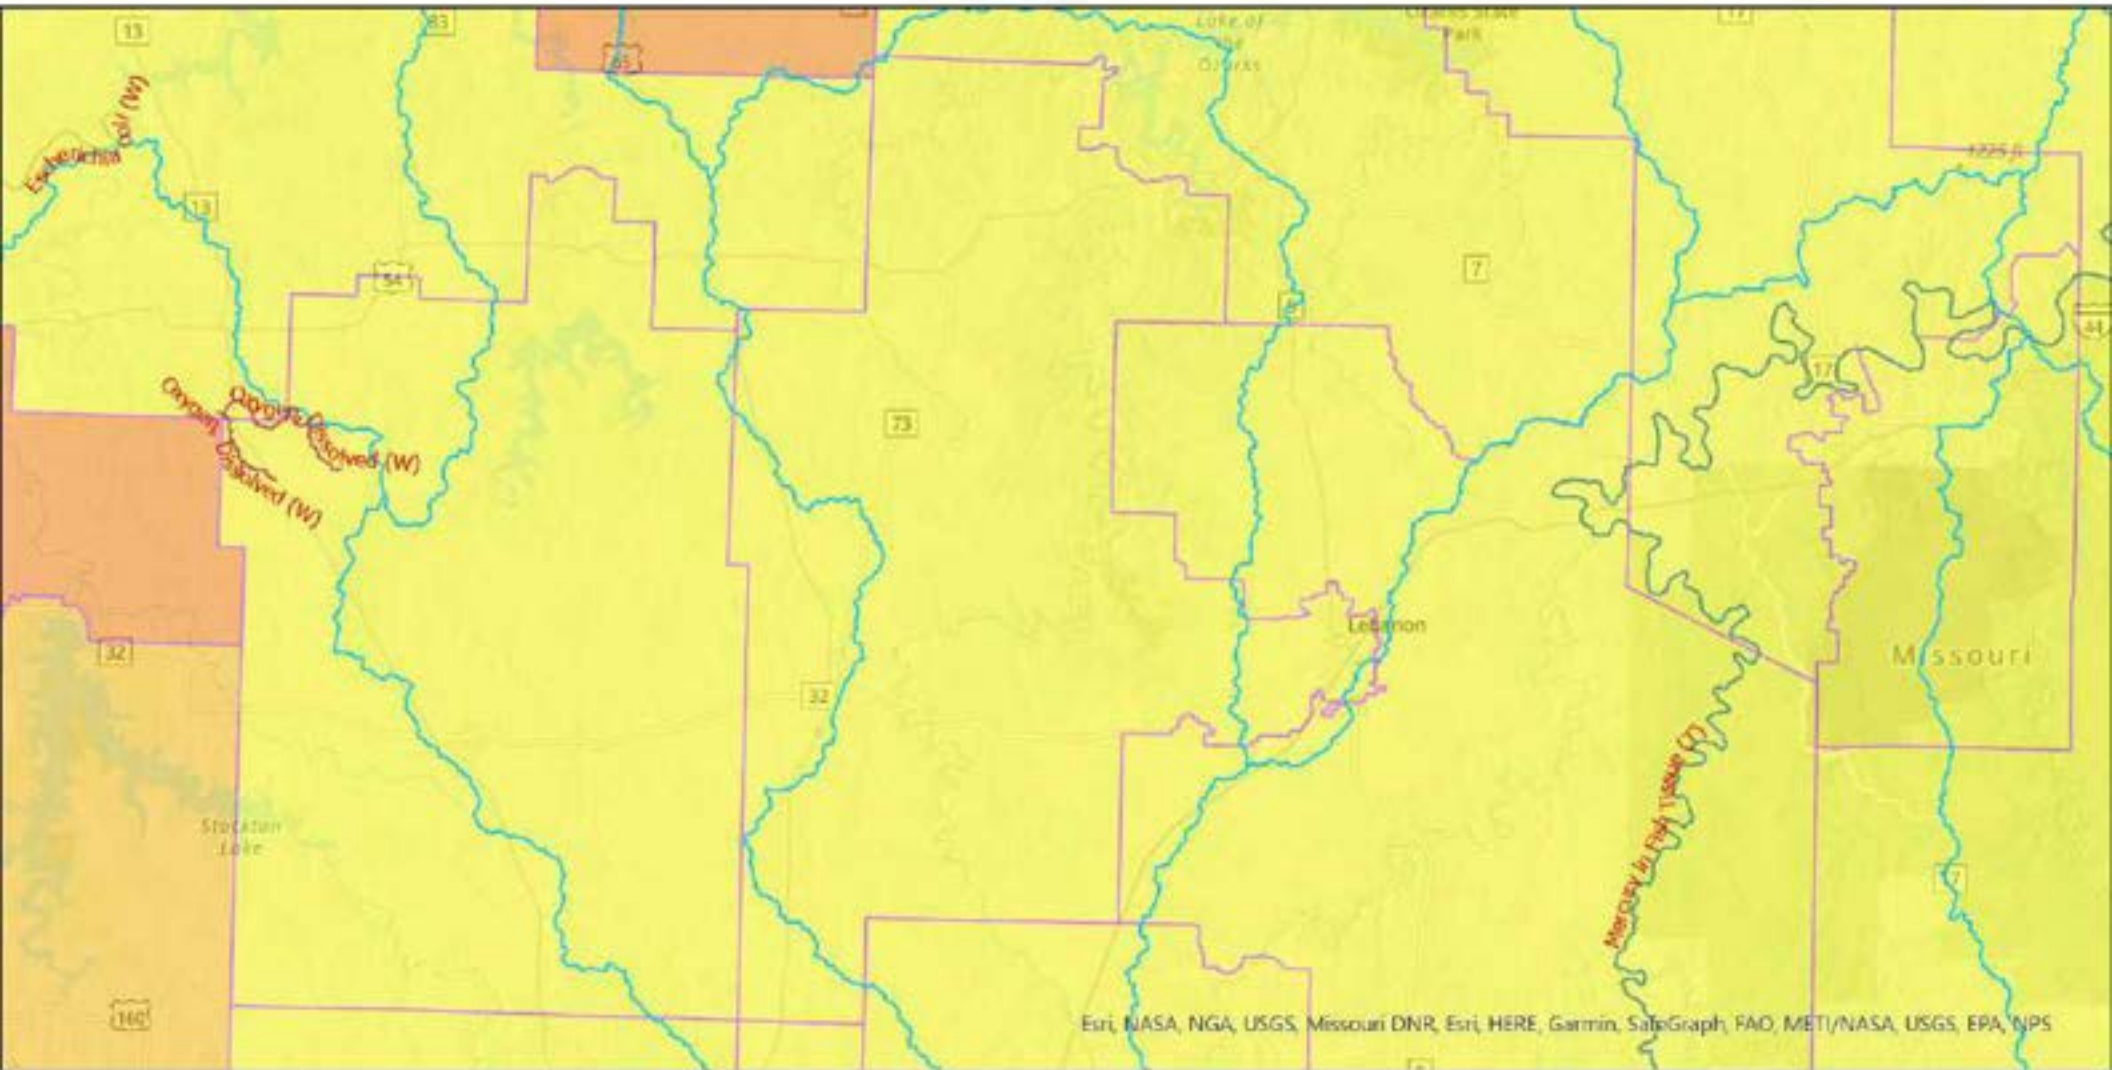 13
83
65
Lake of
the
Ozarks
Ozarks State
Park
17
Escherichia coli (W)
1225 ft
13
7
54
5
44
17
Oxygen, Dissolved (W)
Oxygen, Dissolved (W)
73
Lebanon
32
Missouri
32
Mercury in Fish Tissue (T)
Stockton
Lake
7
160
Esri, NASA, NGA, USGS, Missouri DNR, Esri, HERE, Garmin, SafeGraph, FAO, METI/NASA, USGS, EPA, NPS